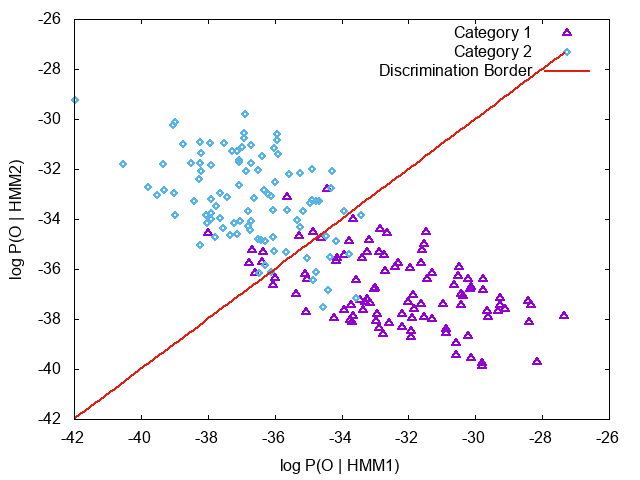 Category 1
Category 2
Discrimination Border
-26
-28
-30
-32
-34
-36
-38
-40
-42
-42 -40 -38 -36 -34 -32 -30 -28 -26
log P(O | HMM2)
log P(O | HMM1)